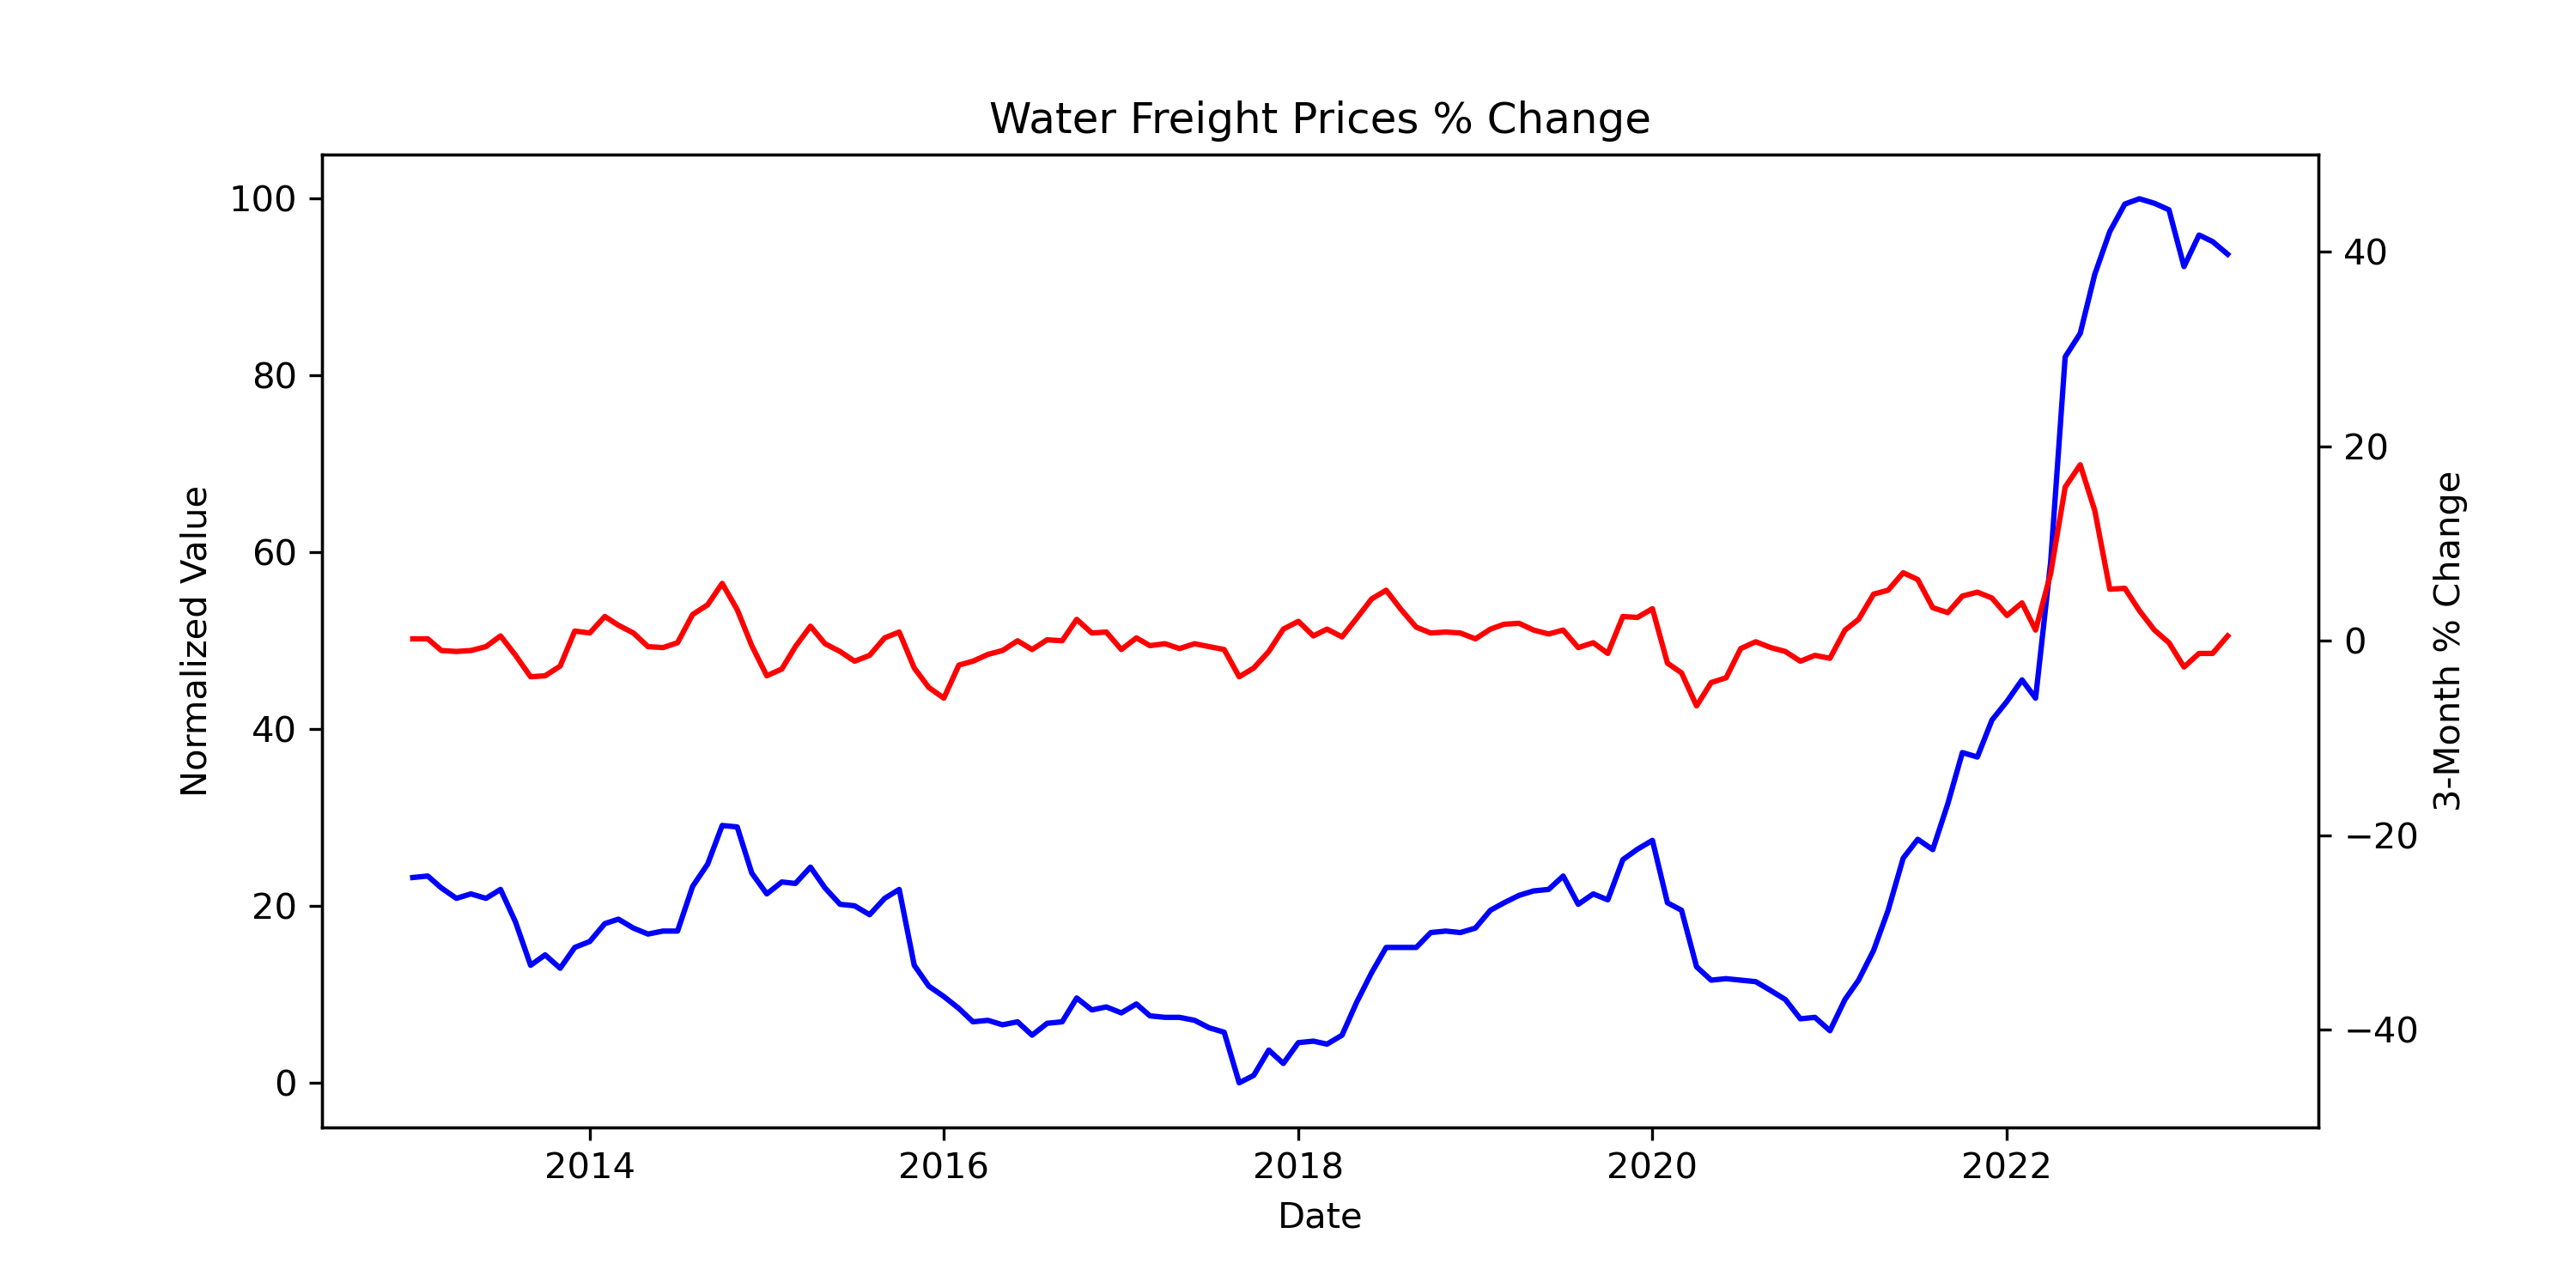 Water Freight Prices % Change
100
80
60
40
20
0
Normalized Value
40
20
0
−20
−40
3-Month % Change
2014 2016 2018 2020 2022
Date